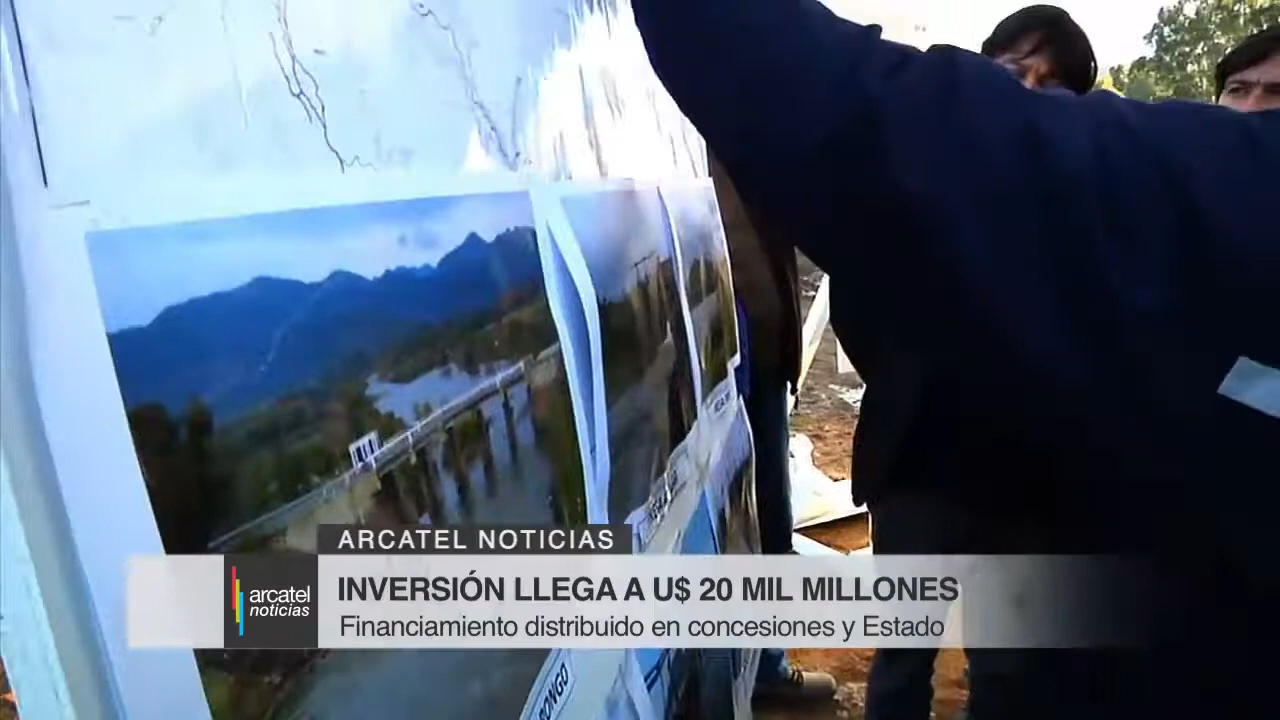 ARCATEL NOTICIAS
arcatel
noticias
INVERSIÓN LLEGA A U$ 20 MIL MILLONES
Financiamiento distribuido en concesiones y Estado